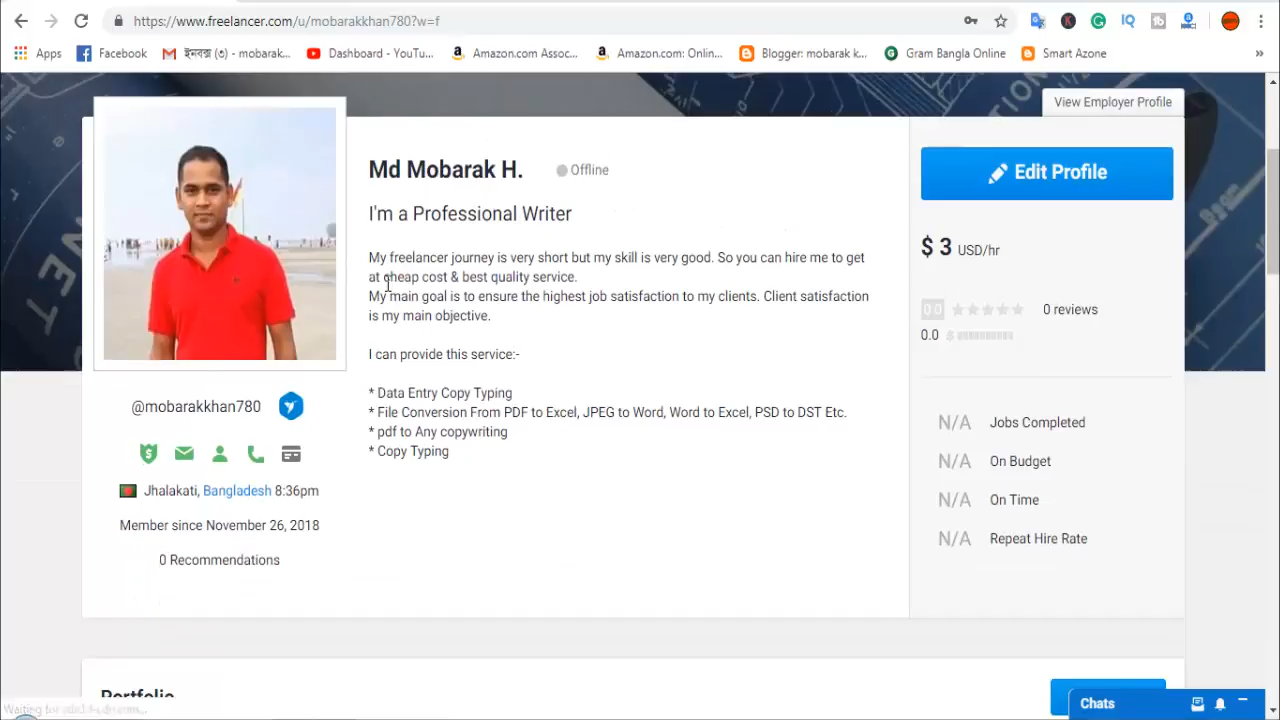 https://www.freelancer.com/u/mobarakkhan780?w=f
Apps Facebook ইনবক্স (৩) - mobarak... Dashboard - YouTu... Amazon.com Assoc... Amazon.com: Onlin... Blogger: mobarak k... Gram Bangla Online Smart Azone »
View Employer Profile
Md Mobarak H. Offline
Edit Profile
I'm a Professional Writer
My freelancer journey is very short but my skill is very good. So you can hire me to get
at cheap cost & best quality service.
My main goal is to ensure the highest job satisfaction to my clients. Client satisfaction
is my main objective.
I can provide this service:-
* Data Entry Copy Typing
* File Conversion From PDF to Excel, JPEG to Word, Word to Excel, PSD to DST Etc.
* pdf to Any copywriting
* Copy Typing
$ 3 USD/hr
0.0 0 reviews
0.0
N/A Jobs Completed
N/A On Budget
N/A On Time
N/A Repeat Hire Rate
@mobarakkhan780
Jhalakati, Bangladesh 8:36pm
Member since November 26, 2018
0 Recommendations
Portfolio
Chats
Waiting for